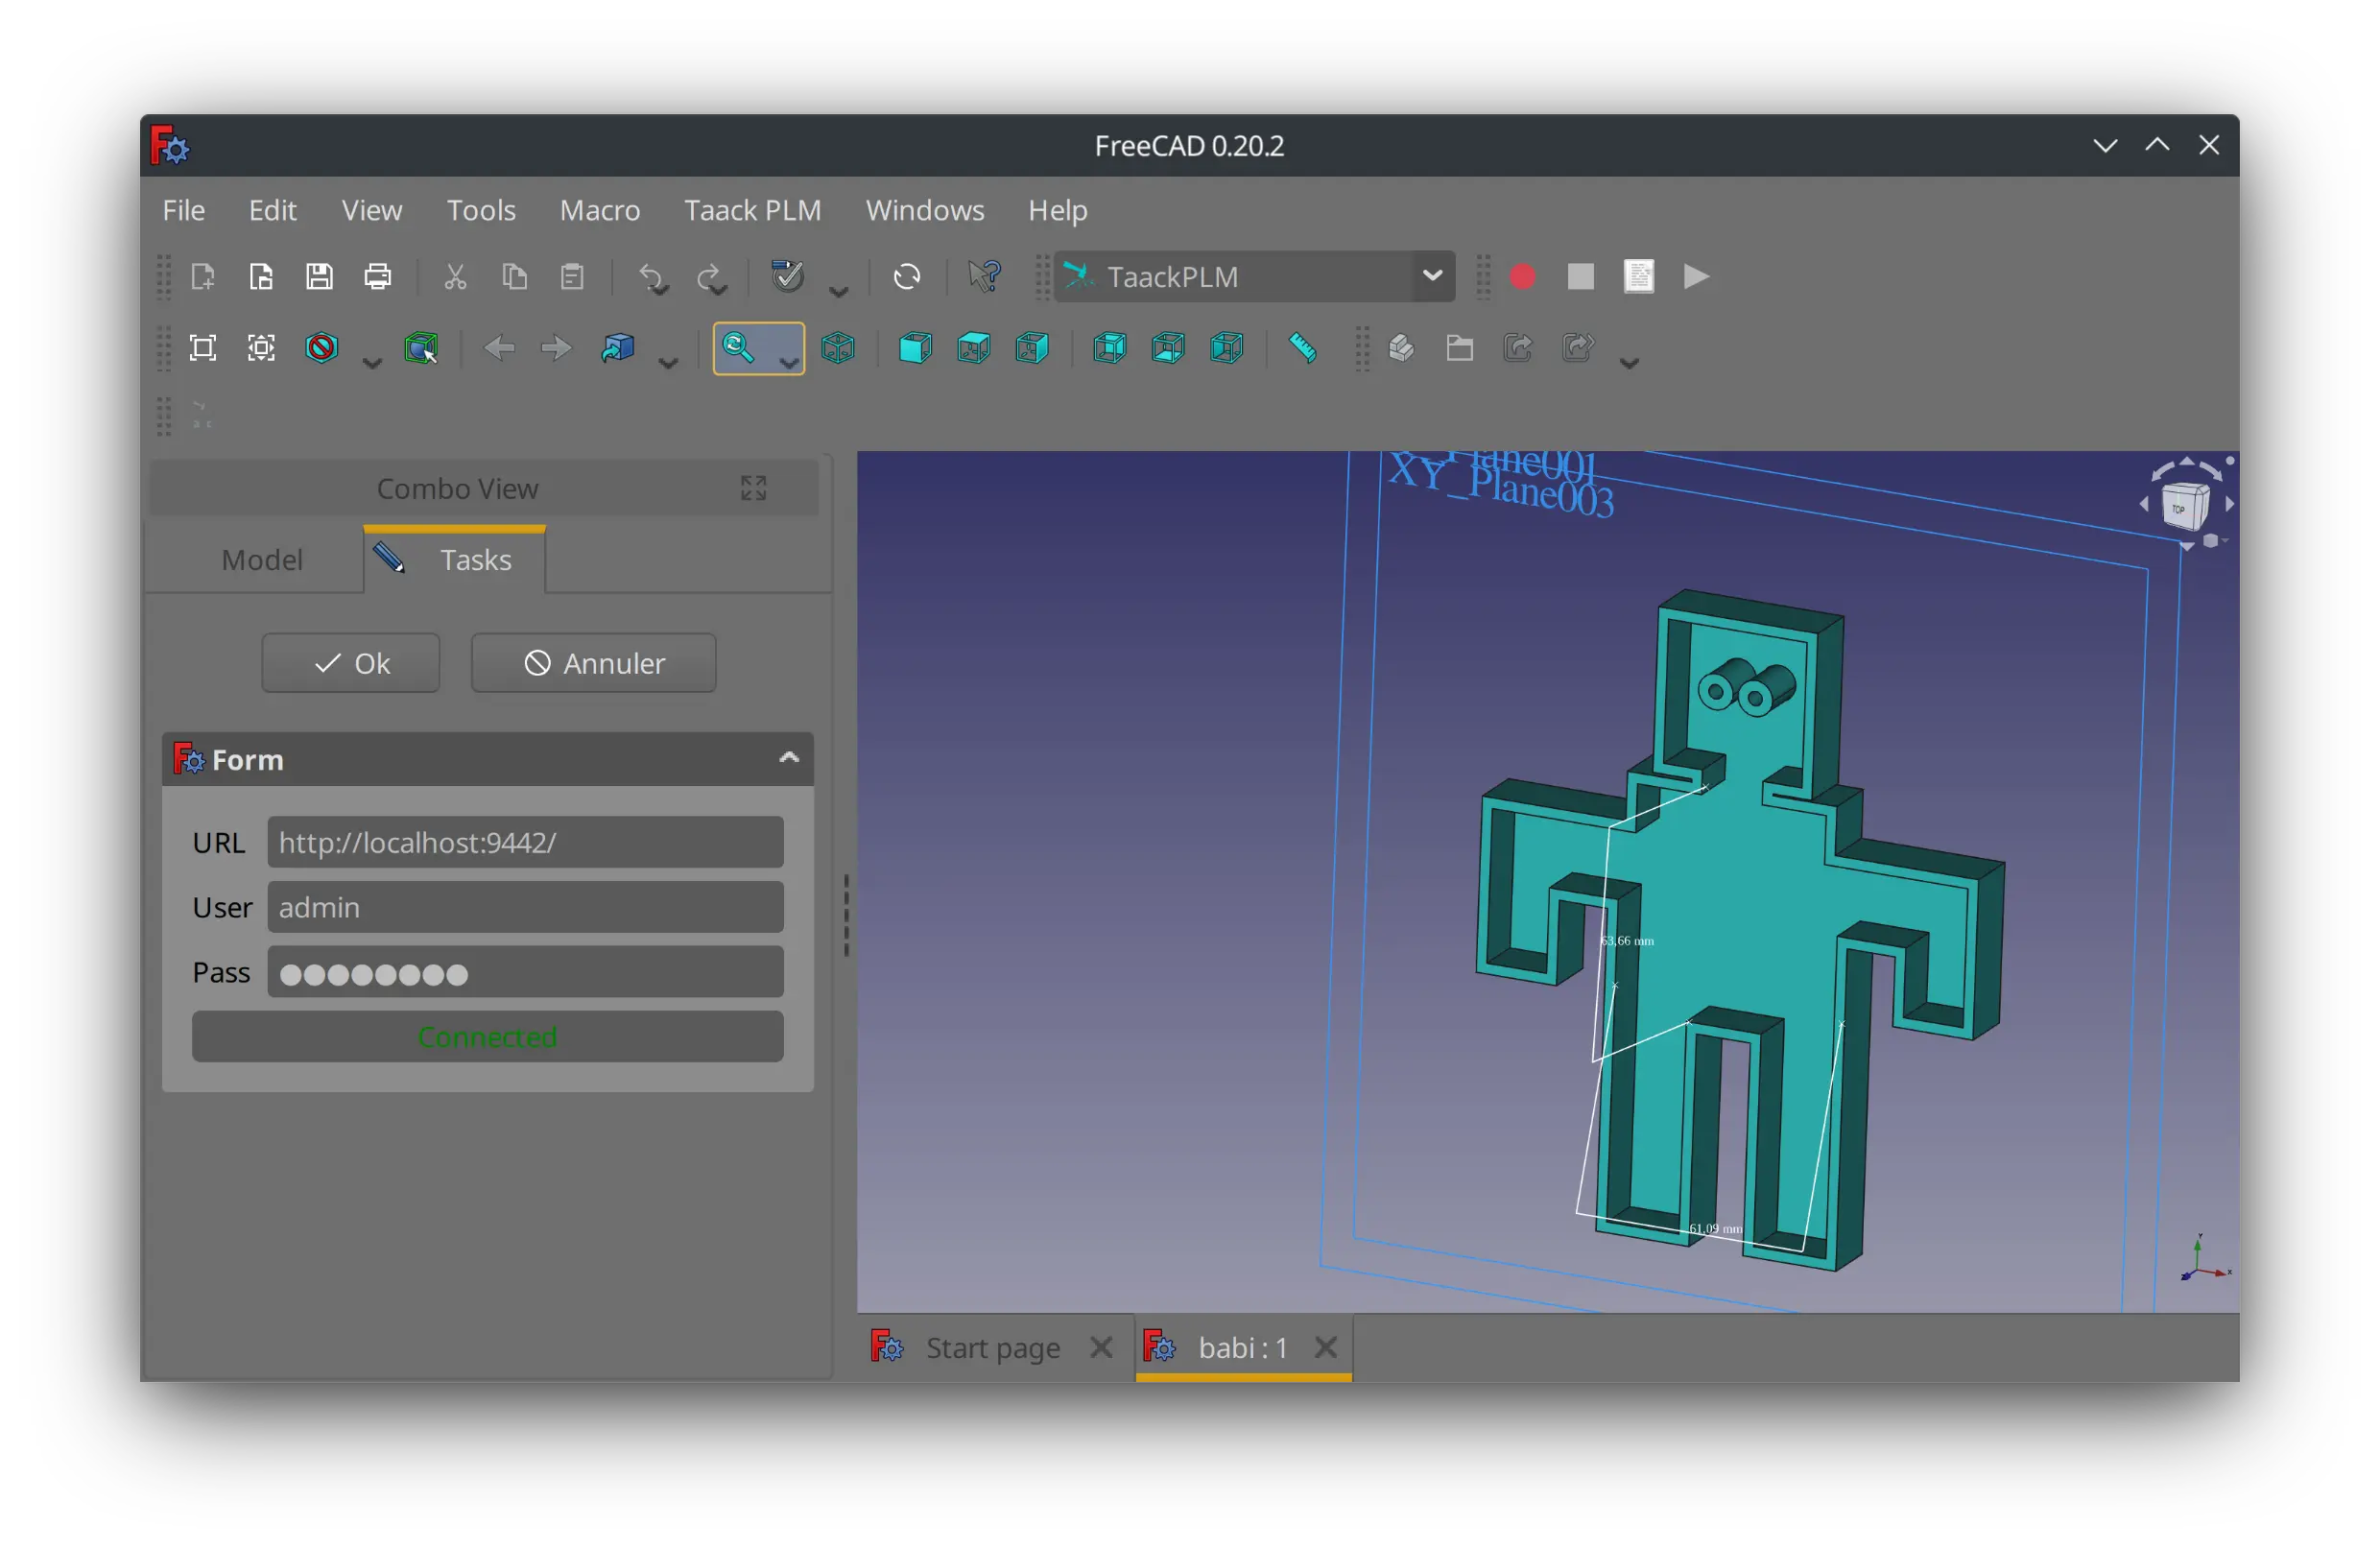 FreeCAD 0.20.2
File Edit View Tools Macro Taack PLM Windows Help
TaackPLM
Combo View
Model Tasks
Ok Annuler
Form
URL http://localhost:9442/
User admin
Pass ●●●●●●●●
Connected
XY_Plane003
TOP
63,66 mm
61,09 mm
Y
X
Start page
babi : 1